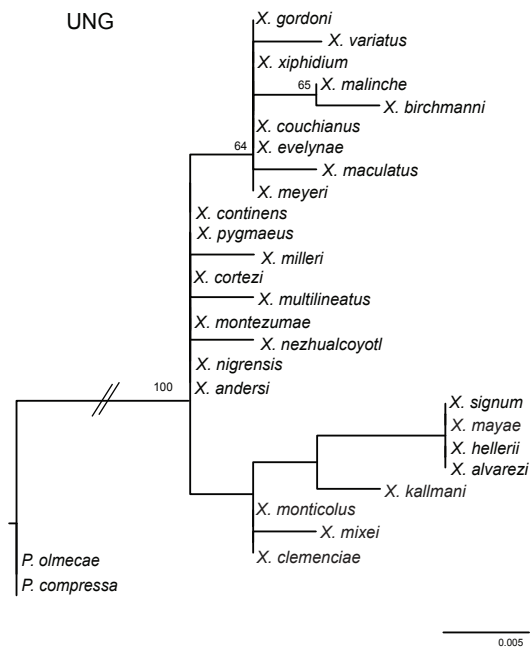 UNG
X. gordoni
X. variatus
X. xiphidium
65
X. malinche
X. birchmanni
X. couchianus
64
X. evelynae
X. maculatus
X. meyeri
X. continens
X. pygmaeus
X. milleri
X. cortezi
X. multilineatus
X. montezumae
X. nezhualcoyotl
X. nigrensis
100
X. andersi
X. signum
X. mayae
X. hellerii
X. alvarezi
X. kallmani
X. monticolus
X. mixei
X. clemenciae
P. olmecae
P. compressa
0.005